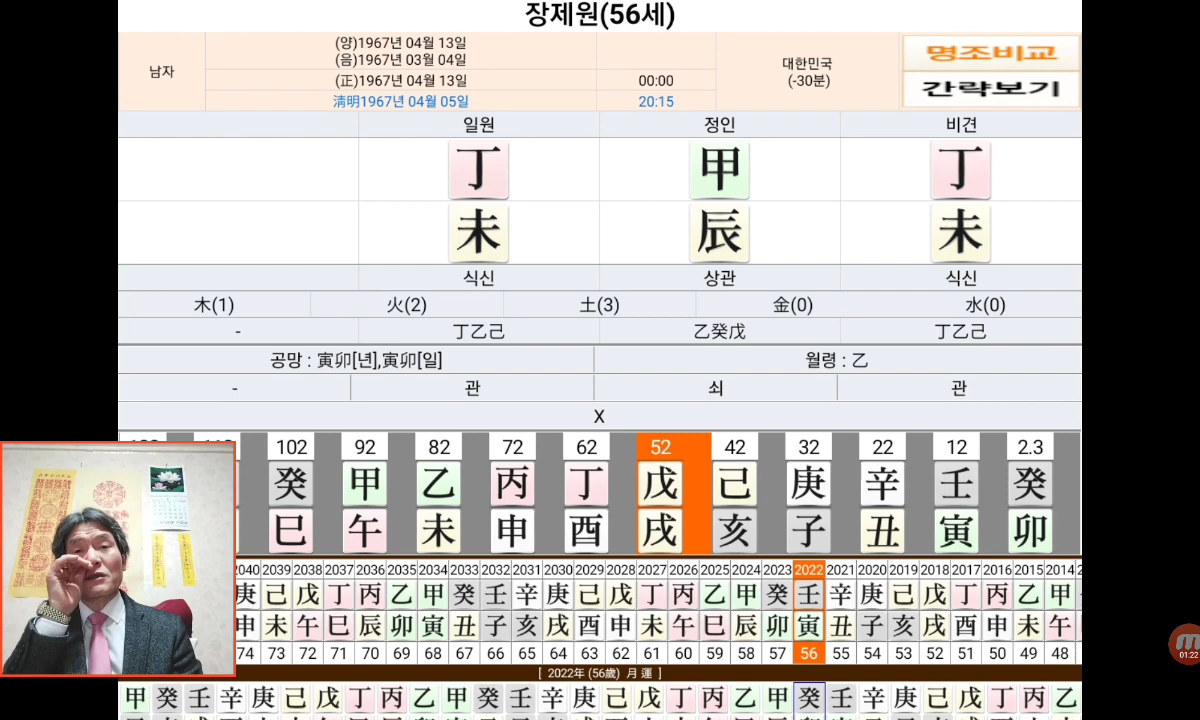 장제원(56세)
남자
(양)1967년 04월 13일
(음)1967년 03월 04일
(正)1967년 04월 13일 00:00
清明1967년 04월 05일 20:15
대한민국
(-30분)
명조비교
간략보기
일원 정인 비견
丁 甲 丁
未 辰 未
식신 상관 식신
木(1) 火(2) 土(3) 金(0) 水(0)
- 丁乙己 乙癸戊 丁乙己
공망 : 寅卯[년],寅卯[일] 월령 : 乙
- 관 쇠 관
X
102 92 82 72 62 52 42 32 22 12 2.3
癸 甲 乙 丙 丁 戊 己 庚 辛 壬 癸
巳 午 未 申 酉 戌 亥 子 丑 寅 卯
2040 2039 2038 2037 2036 2035 2034 2033 2032 2031 2030 2029 2028 2027 2026 2025 2024 2023 2022 2021 2020 2019 2018 2017 2016 2015 2014
庚 己 戊 丁 丙 乙 甲 癸 壬 辛 庚 己 戊 丁 丙 乙 甲 癸 壬 辛 庚 己 戊 丁 丙 乙 甲
申 未 午 巳 辰 卯 寅 丑 子 亥 戌 酉 申 未 午 巳 辰 卯 寅 丑 子 亥 戌 酉 申 未 午
74 73 72 71 70 69 68 67 66 65 64 63 62 61 60 59 58 57 56 55 54 53 52 51 50 49 48
[ 2022年 (56歲) 月 運 ]
甲 癸 壬 辛 庚 己 戊 丁 丙 乙 甲 癸 壬 辛 庚 己 戊 丁 丙 乙 甲 癸 壬 辛 庚 己 戊 丁 丙 乙
01:22